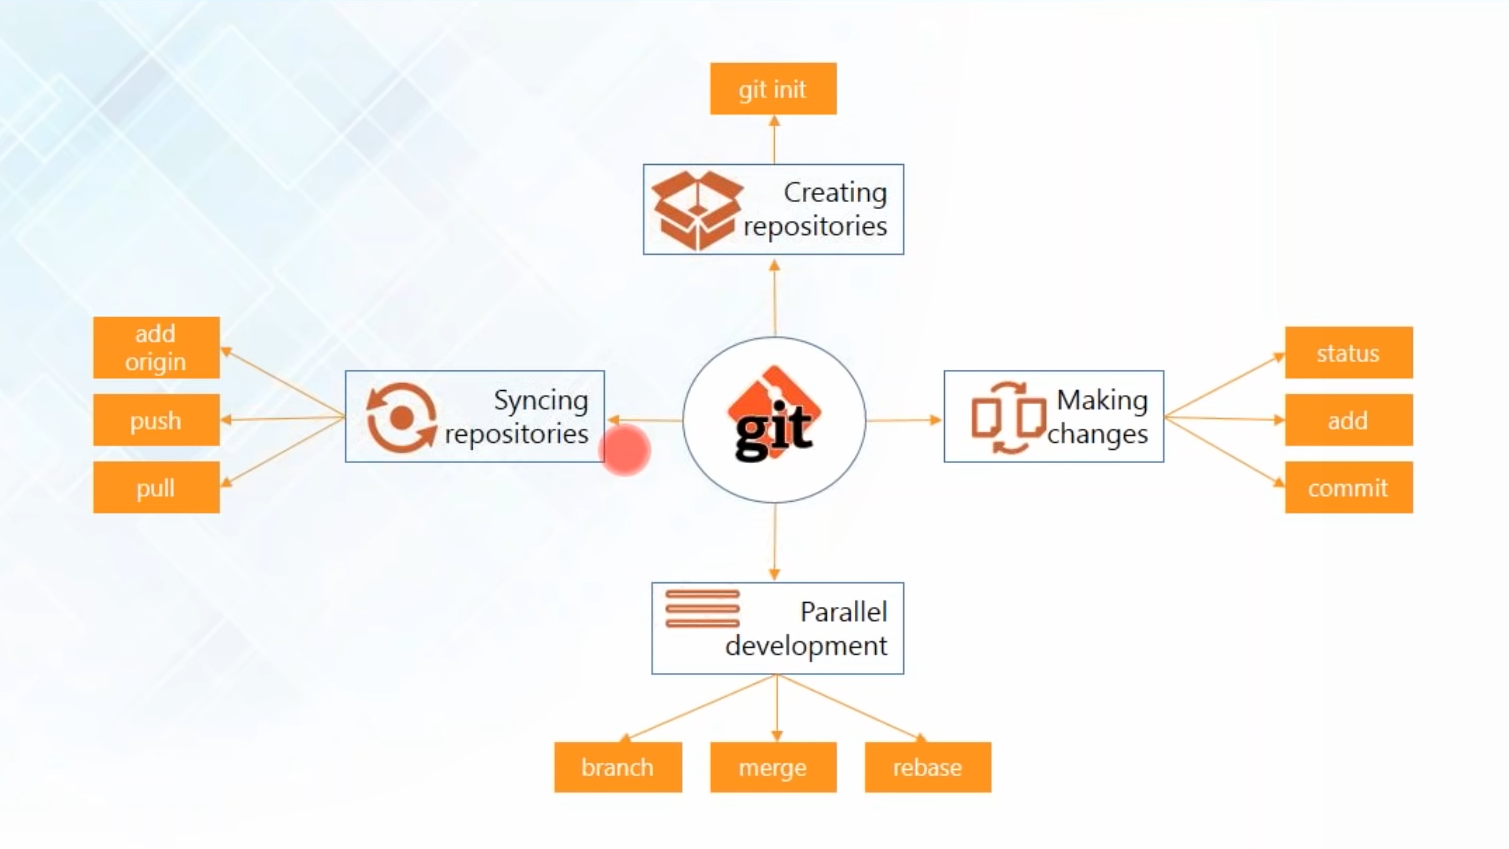 git init
Creating
repositories
add
origin
push
pull
Syncing
repositories
git
Making
changes
status
add
commit
Parallel
development
branch
merge
rebase